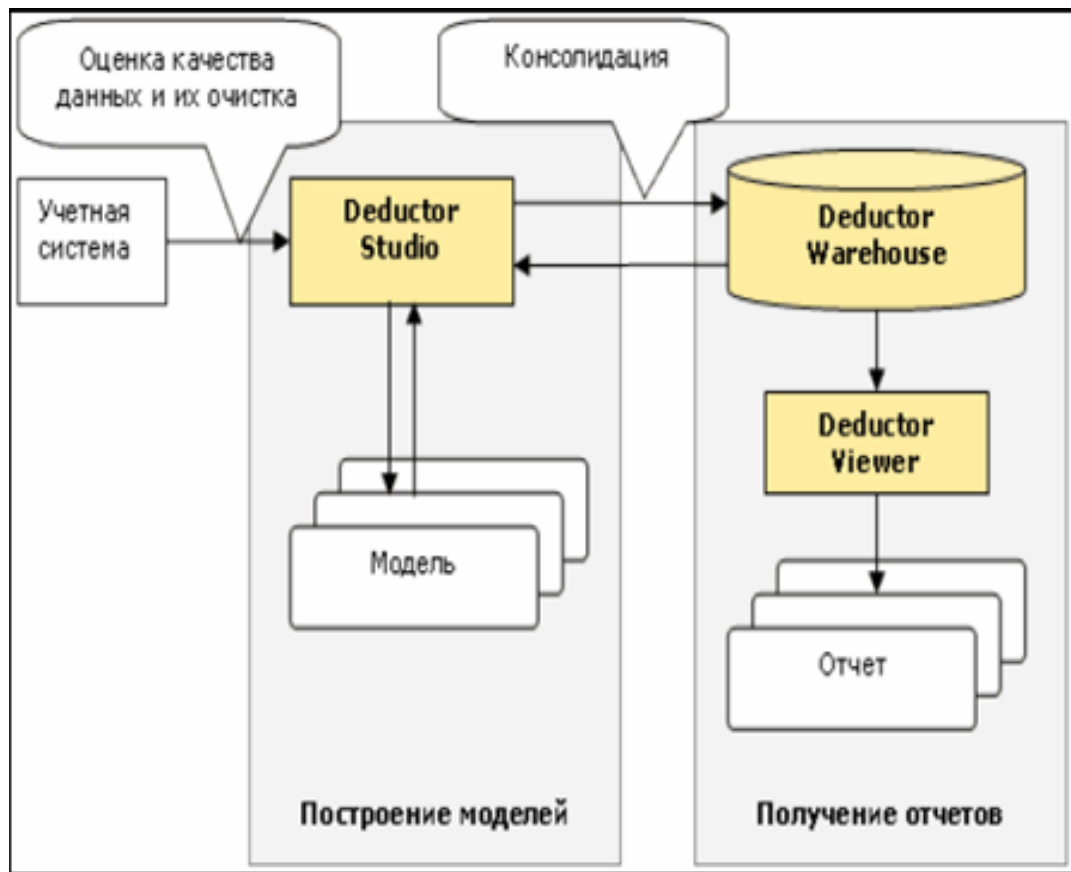 Оценка качества
данных и их очистка
Консолидация
Учетная
система
Deductor
Studio
Deductor
Warehouse
Deductor
Viewer
Модель
Отчет
Построение моделей
Получение отчетов